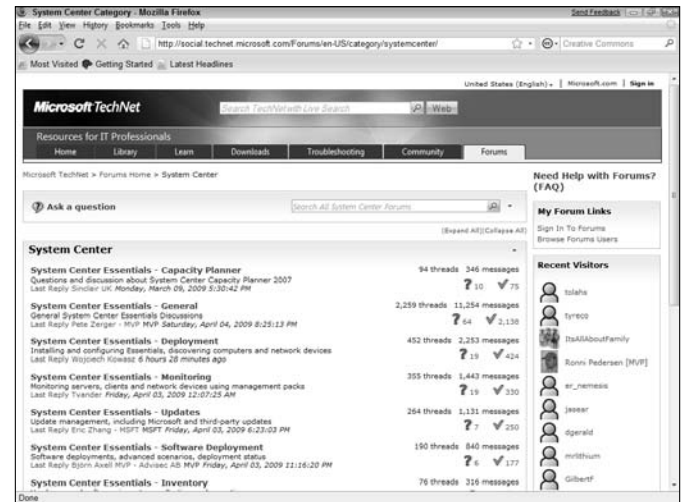 System Center Category - Mozilla Firefox
Send Feedback
File Edit View History Bookmarks Tools Help
http://social.technet.microsoft.com/Forums/en-US/category/systemcenter/
Creative Commons
Most Visited Getting Started Latest Headlines
United States (English) | Microsoft.com | Sign in
Microsoft TechNet
Search TechNet with Live Search
Web
Resources for IT Professionals
Home Library Learn Downloads Troubleshooting Community Forums
Microsoft TechNet > Forums Home > System Center
Need Help with Forums? (FAQ)
Ask a question
Search All System Center Forums
(Expand All)(Collapse All)
My Forum Links
Sign In To Forums
Browse Forums Users
System Center
System Center Essentials - Capacity Planner
94 threads 346 messages
Questions and discussion about System Center Capacity Planner 2007
Last Reply Sinclair UK Monday, March 09, 2009 5:30:42 PM
10 75
System Center Essentials - General
2,259 threads 11,254 messages
General System Center Essentials Discussions
Last Reply Pete Zerger - MVP MVP Saturday, April 04, 2009 8:25:13 PM
64 2,138
System Center Essentials - Deployment
452 threads 2,253 messages
Installing and configuring Essentials, discovering computers and network devices
Last Reply Wojciech Kowasz 6 hours 28 minutes ago
19 424
System Center Essentials - Monitoring
355 threads 1,443 messages
Monitoring servers, clients and network devices using management packs
Last Reply Tvander Friday, April 03, 2009 12:07:25 AM
19 330
System Center Essentials - Updates
264 threads 1,131 messages
Update management, including Microsoft and third-party updates
Last Reply Eric Zhang - MSFT MSFT Friday, April 03, 2009 6:23:03 PM
7 250
System Center Essentials - Software Deployment
190 threads 840 messages
Software deployments, advanced scenarios, deployment status
Last Reply Björn Axell MVP - Advisec AB MVP Friday, April 03, 2009 11:16:20 PM
6 177
System Center Essentials - Inventory
76 threads 316 messages
Recent Visitors
tolaha
tyreco
ItsAllAboutFamily
Ronni Pedersen [MVP]
er_nemesis
jasear
dgerald
mrlithium
Gilbertf
Done